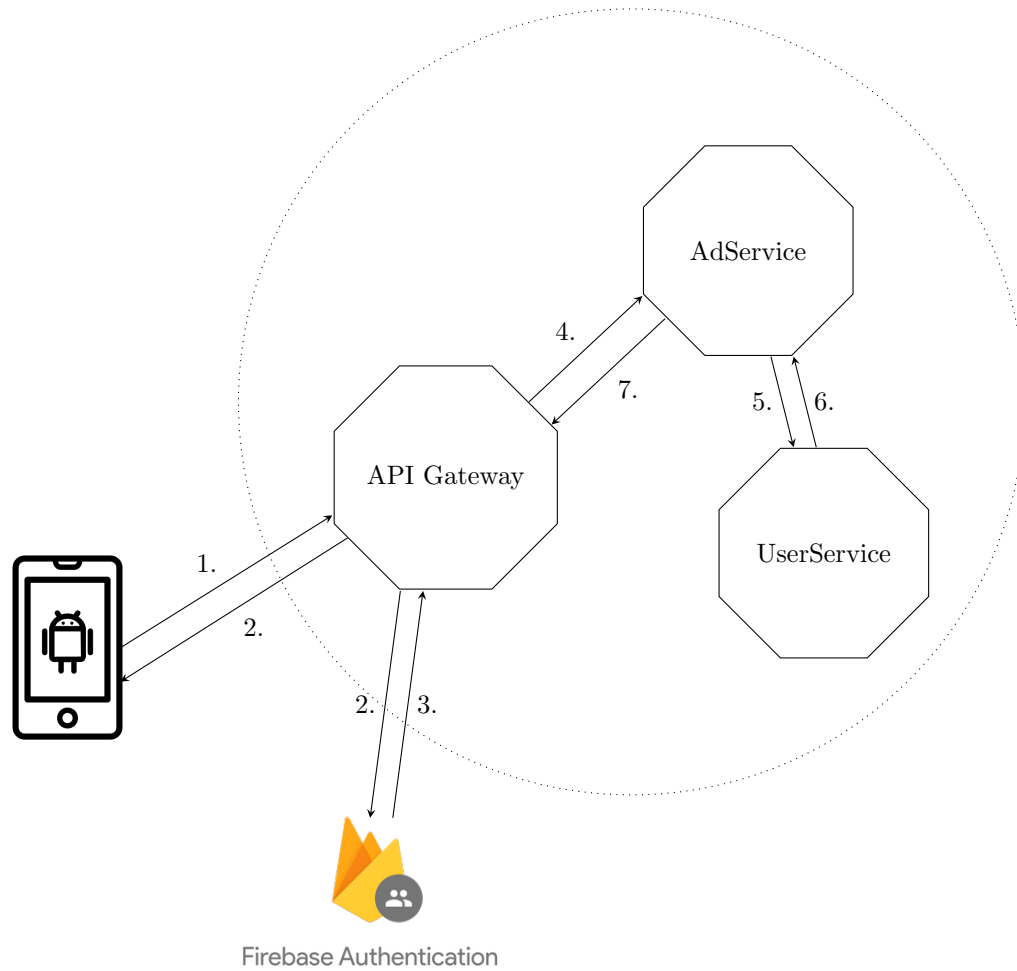 AdService
4.
7.
5.
6.
API Gateway
UserService
1.
2.
2.
3.
Firebase Authentication